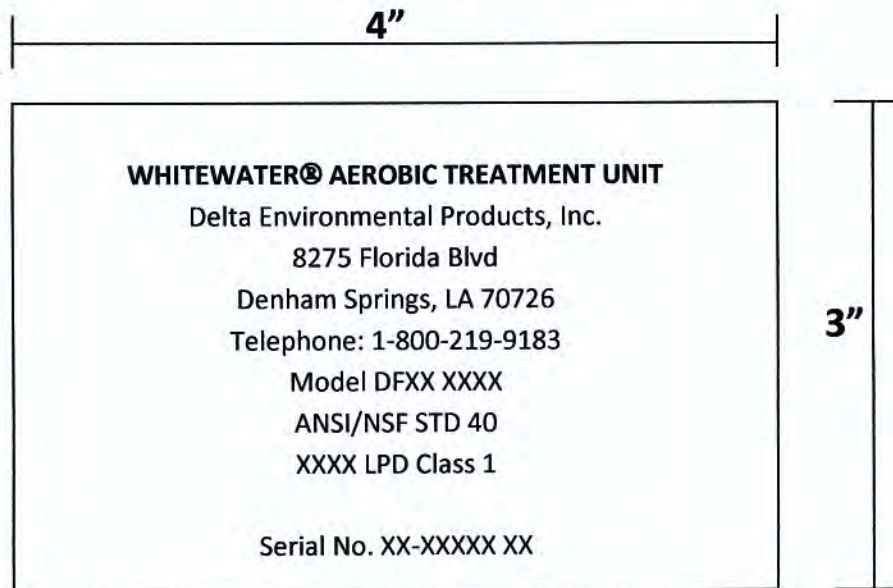 4”
WHITEWATER® AEROBIC TREATMENT UNIT
Delta Environmental Products, Inc.
8275 Florida Blvd
Denham Springs, LA 70726
Telephone: 1-800-219-9183
Model DFXX XXXX
ANSI/NSF STD 40
XXXX LPD Class 1
Serial No. XX-XXXXX XX
3”